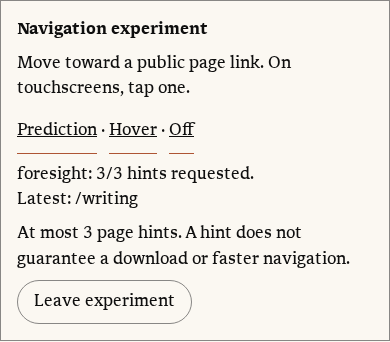 Navigation experiment
Move toward a public page link. On
touchscreens, tap one.
Prediction · Hover · Off
foresight: 3/3 hints requested.
Latest: /writing
At most 3 page hints. A hint does not
guarantee a download or faster navigation.
Leave experiment